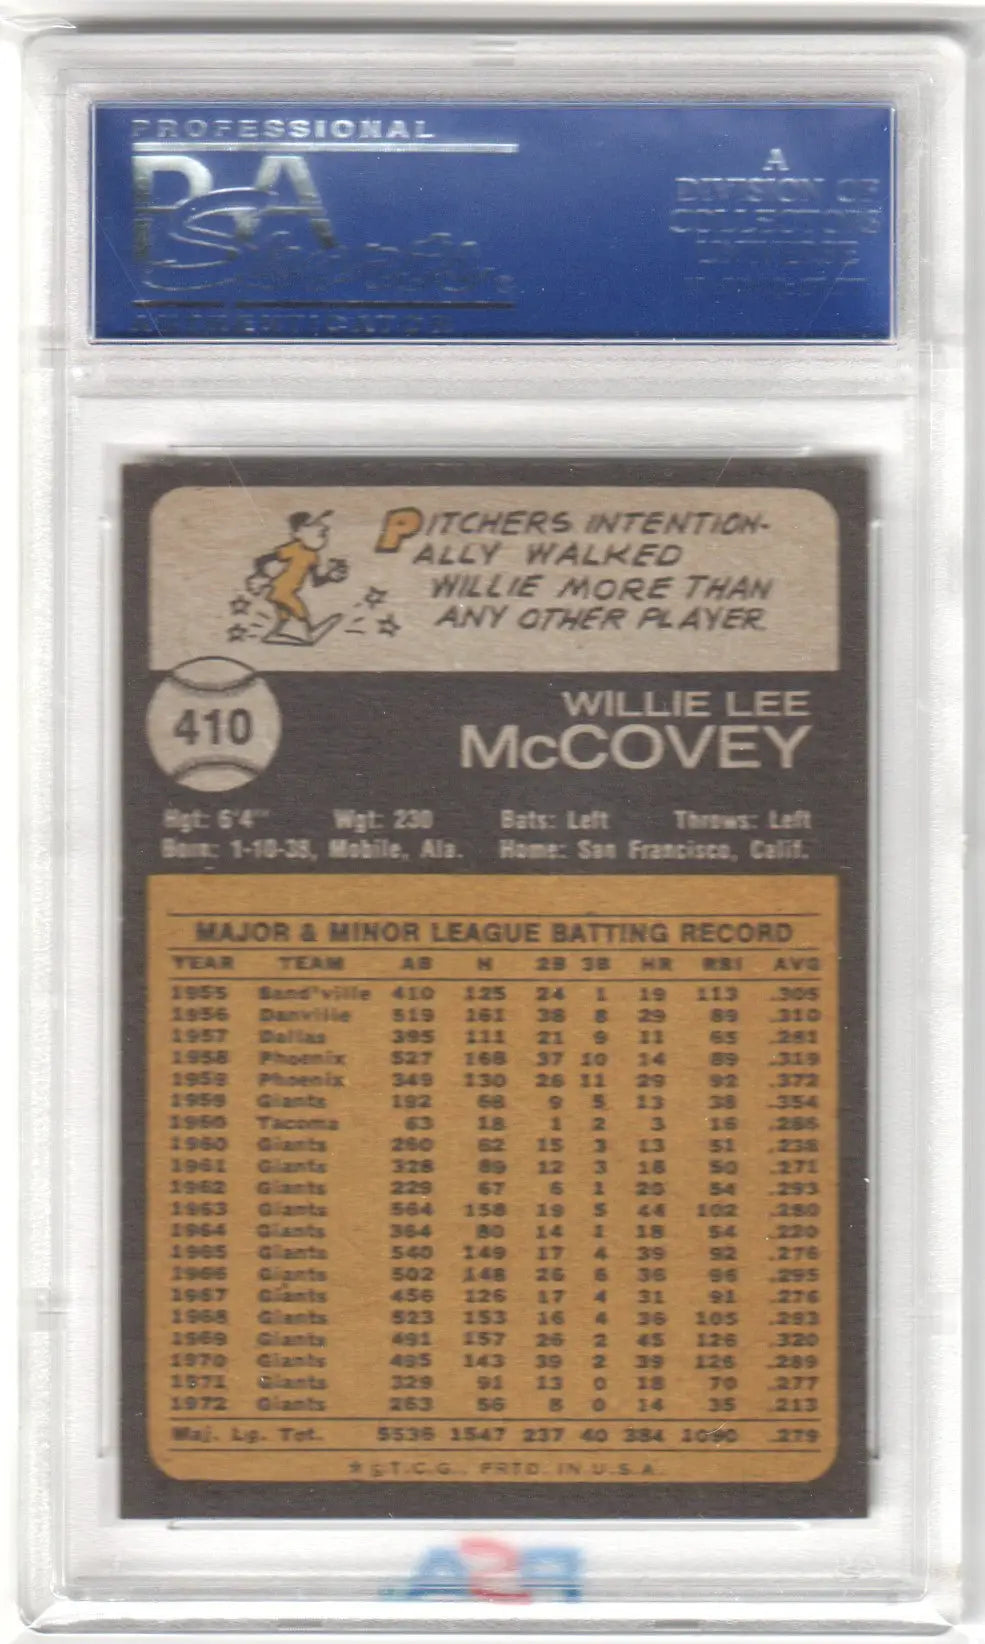 PROFESSIONAL
PSA
Sports
AUTHENTICATOR
A
DIVISION OF
COLLECTORS
UNIVERSE
PITCHERS INTENTION-
ALLY WALKED
WILLIE MORE THAN
ANY OTHER PLAYER.
410
WILLIE LEE
McCOVEY
Hgt: 6'4" Wgt: 230 Bats: Left Throws: Left
Born: 1-10-38, Mobile, Ala. Home: San Francisco, Calif.
MAJOR & MINOR LEAGUE BATTING RECORD
YEAR TEAM AB H 2B 3B HR RBI AVG
1955 Sand'ville 410 125 24 1 19 113 .305
1956 Danville 519 161 38 8 29 89 .310
1957 Dallas 395 111 21 9 11 65 .281
1958 Phoenix 527 168 37 10 14 89 .319
1959 Phoenix 349 130 26 11 29 92 .372
1959 Giants 192 68 9 5 13 38 .354
1960 Tacoma 63 18 1 2 3 16 .286
1960 Giants 260 62 15 3 13 51 .238
1961 Giants 328 89 12 3 18 50 .271
1962 Giants 229 67 6 1 20 54 .293
1963 Giants 564 158 19 5 44 102 .280
1964 Giants 364 80 14 1 18 54 .220
1965 Giants 540 149 17 4 39 92 .276
1966 Giants 502 148 26 6 36 96 .295
1967 Giants 456 126 17 4 31 91 .276
1968 Giants 523 153 16 4 36 105 .293
1969 Giants 491 157 26 2 45 126 .320
1970 Giants 495 143 39 2 39 126 .289
1971 Giants 329 91 13 0 18 70 .277
1972 Giants 263 56 8 0 14 35 .213
Maj. Lg. Tot. 5536 1547 237 40 384 1090 .279
* © T.C.G. PRTD. IN U.S.A.